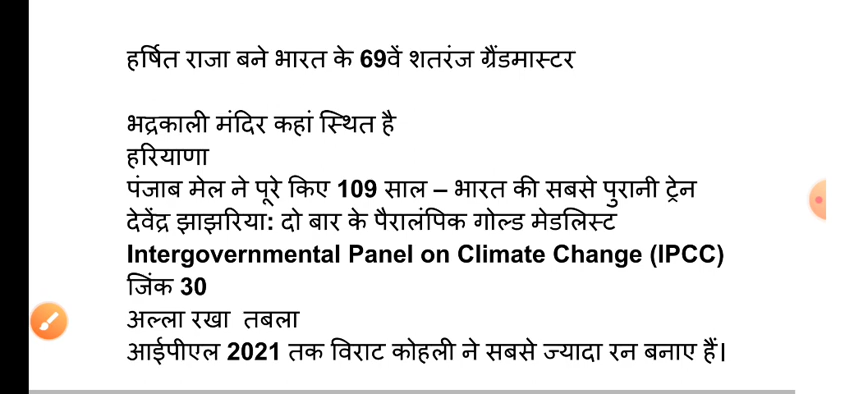 हर्षित राजा बने भारत के 69वें शतरंज ग्रैंडमास्टर
भद्रकाली मंदिर कहां स्थित है
हरियाणा
पंजाब मेल ने पूरे किए 109 साल – भारत की सबसे पुरानी ट्रेन
देवेंद्र झाझरिया: दो बार के पैरालंपिक गोल्ड मेडलिस्ट
Intergovernmental Panel on Climate Change (IPCC)
जिंक 30
अल्ला रखा तबला
आईपीएल 2021 तक विराट कोहली ने सबसे ज्यादा रन बनाए हैं।